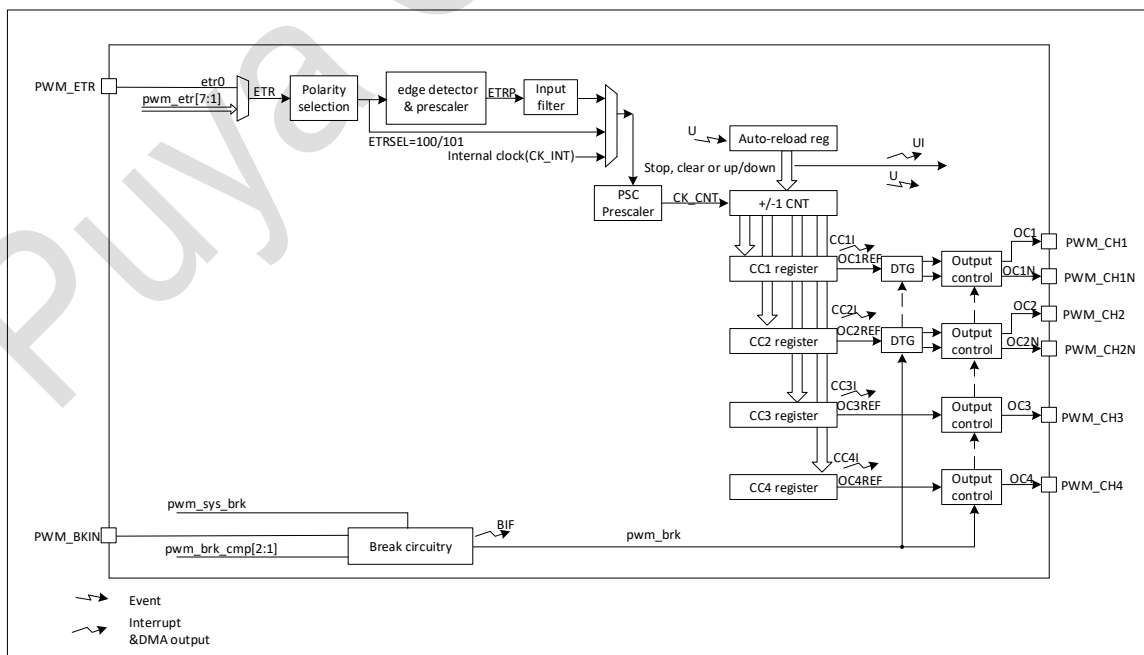 Puya
PWM_ETR
etr0
pwm_etr[7:1]
ETR
Polarity
selection
edge detector
& prescaler
ETRP
Input
filter
ETRSEL=100/101
Internal clock(CK_INT)
U
Auto-reload reg
UI
Stop, clear or up/down
U
PSC
Prescaler
CK_CNT
+/-1 CNT
CC1I
OC1REF
CC1 register
DTG
Output
control
OC1
PWM_CH1
OC1N
PWM_CH1N
CC2I
OC2REF
CC2 register
DTG
Output
control
OC2
PWM_CH2
OC2N
PWM_CH2N
CC3I
OC3REF
CC3 register
Output
control
OC3
PWM_CH3
CC4I
OC4REF
CC4 register
Output
control
OC4
PWM_CH4
pwm_sys_brk
PWM_BKIN
pwm_brk_cmp[2:1]
Break circuitry
BIF
pwm_brk
Event
Interrupt
&DMA output